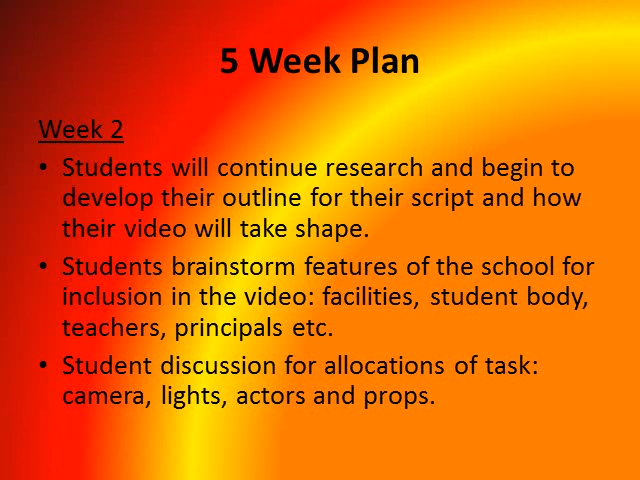 5 Week Plan
Week 2
• Students will continue research and begin to
develop their outline for their script and how
their video will take shape.
• Students brainstorm features of the school for
inclusion in the video: facilities, student body,
teachers, principals etc.
• Student discussion for allocations of task:
camera, lights, actors and props.